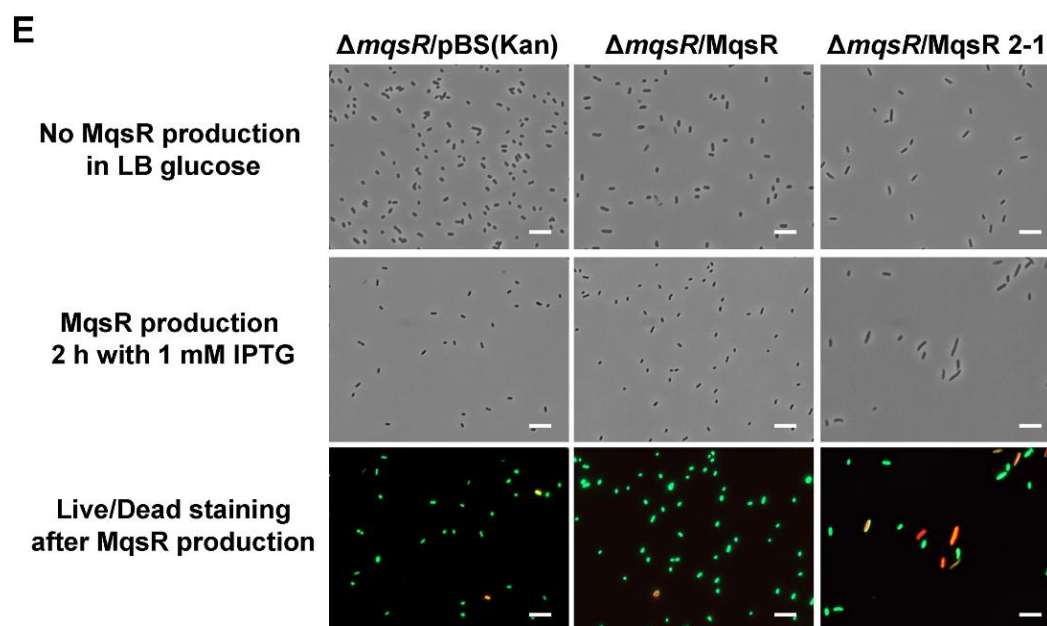 E
ΔmqsR/pBS(Kan) ΔmqsR/MqsR ΔmqsR/MqsR 2-1
No MqsR production
in LB glucose
MqsR production
2 h with 1 mM IPTG
Live/Dead staining
after MqsR production